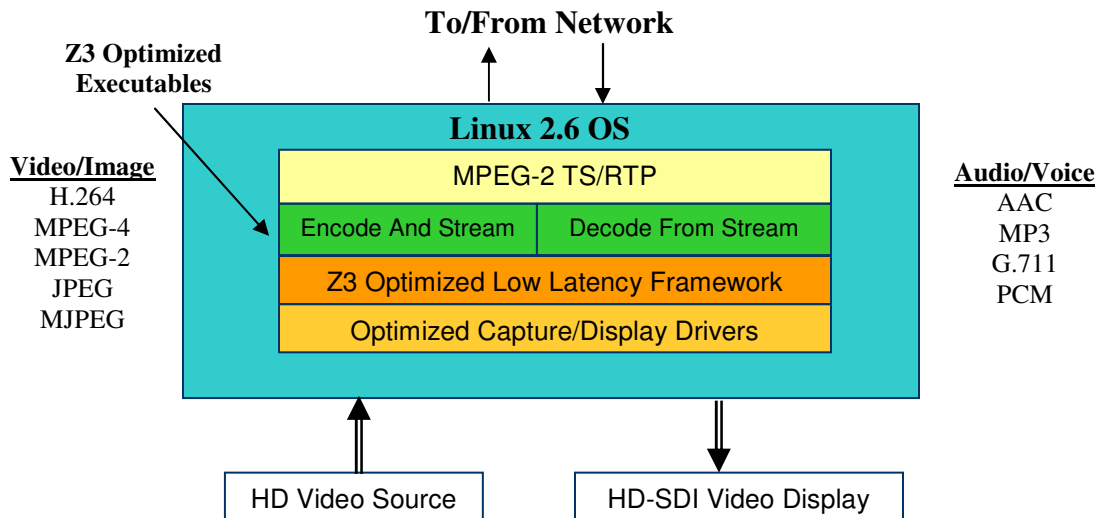 To/From Network
Z3 Optimized
Executables
Linux 2.6 OS
MPEG-2 TS/RTP
Encode And Stream
Decode From Stream
Z3 Optimized Low Latency Framework
Optimized Capture/Display Drivers
Video/Image
H.264
MPEG-4
MPEG-2
JPEG
MJPEG
Audio/Voice
AAC
MP3
G.711
PCM
HD Video Source
HD-SDI Video Display